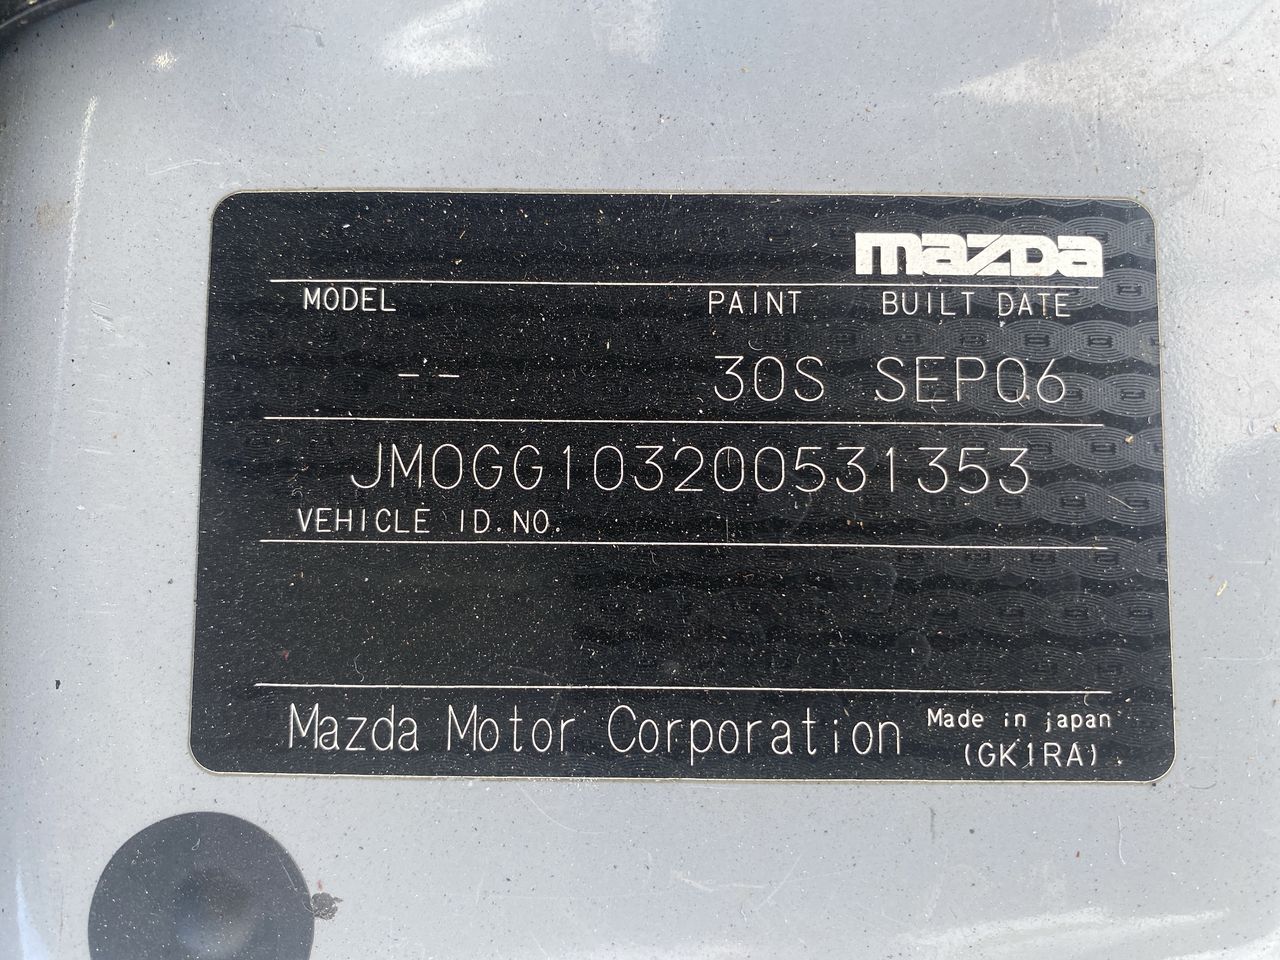 mazda
MODEL PAINT BUILT DATE
-- 30S SEP06
JM0GG103200531353
VEHICLE ID.NO.
Mazda Motor Corporation Made in japan
(GK1RA)